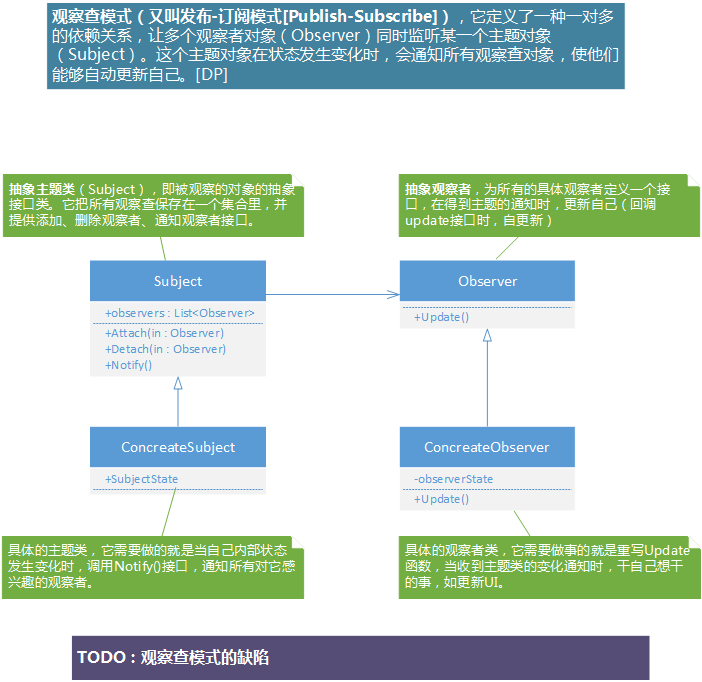 观察查模式（又叫发布-订阅模式[Publish-Subscribe]），它定义了一种一对多
的依赖关系，让多个观察者对象（Observer）同时监听某一个主题对象
（Subject）。这个主题对象在状态发生变化时，会通知所有观察查对象，使他们
能够自动更新自己。[DP]
抽象主题类（Subject），即被观察的对象的抽象
接口类。它把所有观察查保存在一个集合里，并
提供添加、删除观察者、通知观察者接口。
抽象观察者，为所有的具体观察者定义一个接
口，在得到主题的通知时，更新自己（回调
update接口时，自更新）
Subject
+observers : List<Observer>
+Attach(in : Observer)
+Detach(in : Observer)
+Notify()
Observer
+Update()
ConcreateSubject
+SubjectState
ConcreateObserver
-observerState
+Update()
具体的主题类，它需要做的就是当自己内部状态
发生变化时，调用Notify()接口，通知所有对它感
兴趣的观察者。
具体的观察者类，它需要做事的就是重写Update
函数，当收到主题类的变化通知时，干自己想干
的事，如更新UI。
TODO：观察查模式的缺陷